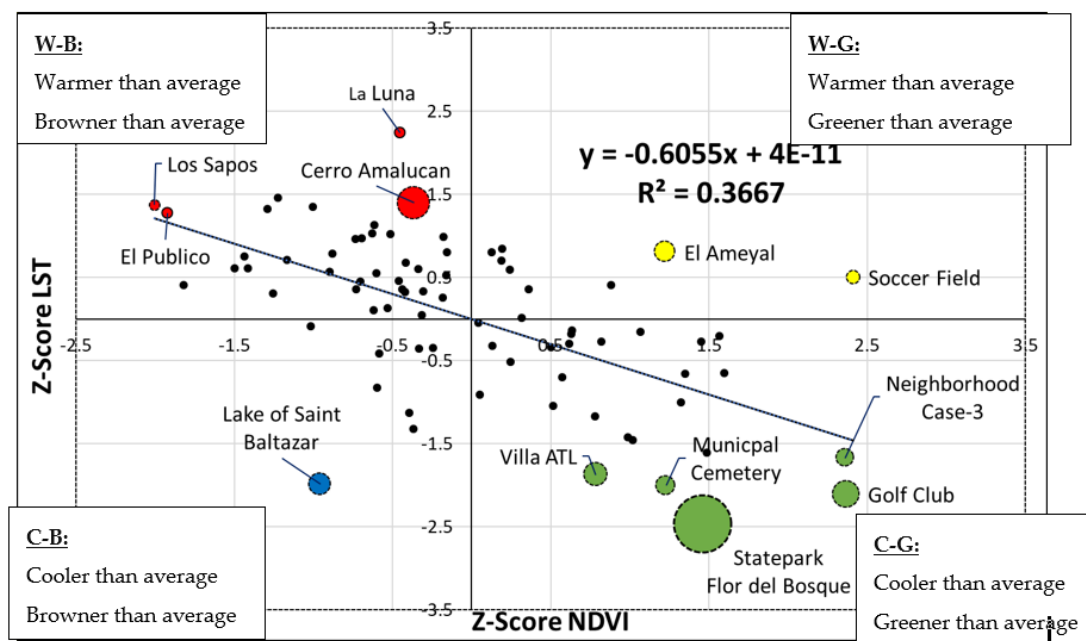 W-B:
Warmer than average
Browner than average
W-G:
Warmer than average
Greener than average
3.5
2.5
1.5
0.5
-0.5
-1.5
-2.5
-3.5
-2.5
-1.5
-0.5
0.5
1.5
2.5
3.5
Z-Score LST
Z-Score NDVI
y = -0.6055x + 4E-11
R² = 0.3667
La Luna
Los Sapos
Cerro Amalucan
El Publico
El Ameyal
Soccer Field
Neighborhood
Case-3
Lake of Saint
Baltazar
Villa ATL
Municpal
Cemetery
Golf Club
Statepark
Flor del Bosque
C-B:
Cooler than average
Browner than average
C-G:
Cooler than average
Greener than average